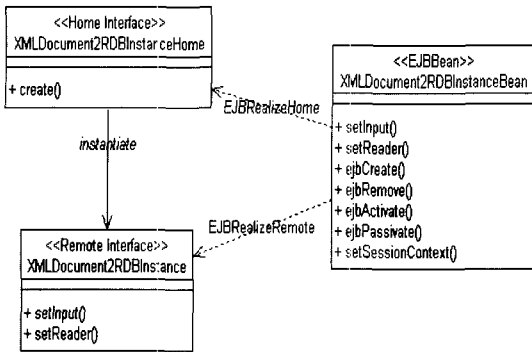 <<Home Interface>>
XMLDocument2RDBInstanceHome
+ create()
EJBRealizeHome
<<EJBBean>>
XMLDocument2RDBInstanceBean
+ setInput()
+ setReader()
+ ejbCreate()
+ ejbRemove()
+ ejbActivate()
+ ejbPassivate()
+ setSessionContext()
instantiate
EJBRealizeRemote
<<Remote Interface>>
XMLDocument2RDBInstance
+ setInput()
+ setReader()